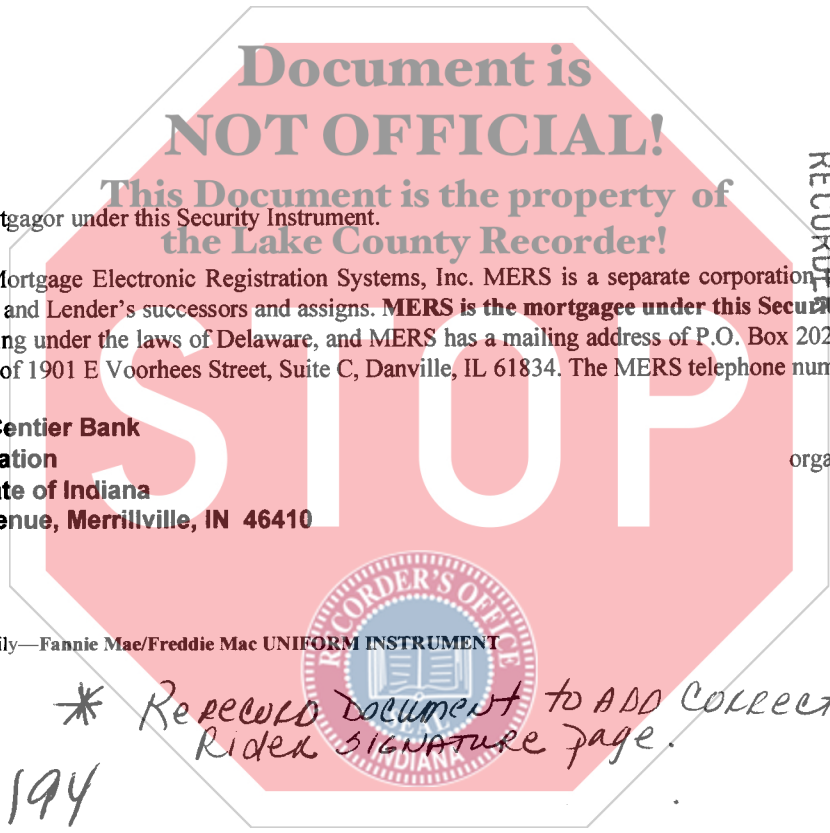 Document is
NOT OFFICIAL!
This Document is the property of
the Lake County Recorder!
RECORDER
tgagor under this Security Instrument.
Mortgage Electronic Registration Systems, Inc. MERS is a separate corporation
and Lender's successors and assigns. MERS is the mortgagee under this Securi
ng under the laws of Delaware, and MERS has a mailing address of P.O. Box 202
of 1901 E Voorhees Street, Suite C, Danville, IL 61834. The MERS telephone num
STOP
entier Bank
ation
orga
te of Indiana
enue, Merrillville, IN 46410
RECORDER'S OFFICE
SEAL
INDIANA
ily—Fannie Mae/Freddie Mac UNIFORM INSTRUMENT
* Rerecord Document to ADD Correct
Rider SIGNATURE page.
194